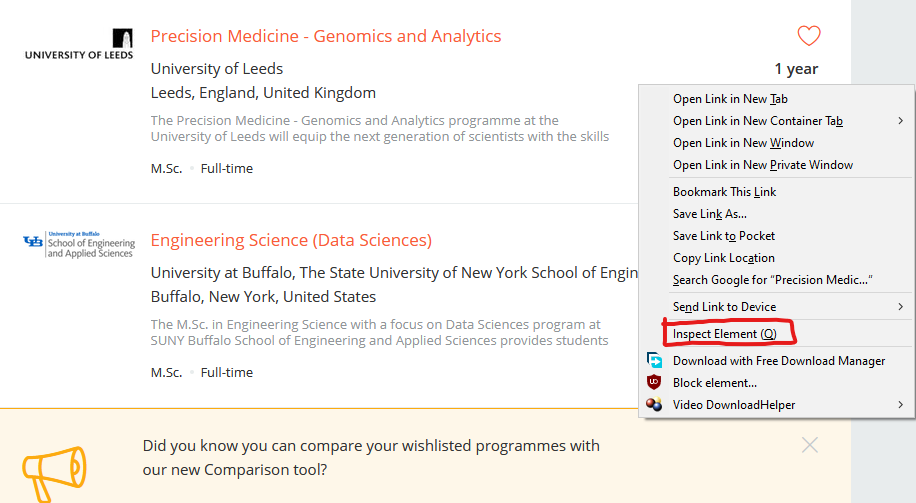 UNIVERSITY OF LEEDS
Precision Medicine - Genomics and Analytics
University of Leeds
1 year
Leeds, England, United Kingdom
The Precision Medicine - Genomics and Analytics programme at the
University of Leeds will equip the next generation of scientists with the skills
M.Sc. Full-time
UB
University at Buffalo
School of Engineering
and Applied Sciences
Engineering Science (Data Sciences)
University at Buffalo, The State University of New York School of Engin
Buffalo, New York, United States
The M.Sc. in Engineering Science with a focus on Data Sciences program at
SUNY Buffalo School of Engineering and Applied Sciences provides students
M.Sc. Full-time
Did you know you can compare your wishlisted programmes with
our new Comparison tool?
Open Link in New Tab
Open Link in New Container Tab
Open Link in New Window
Open Link in New Private Window
Bookmark This Link
Save Link As...
Save Link to Pocket
Copy Link Location
Search Google for “Precision Medic...”
Send Link to Device
Inspect Element (Q)
Download with Free Download Manager
Block element...
Video DownloadHelper